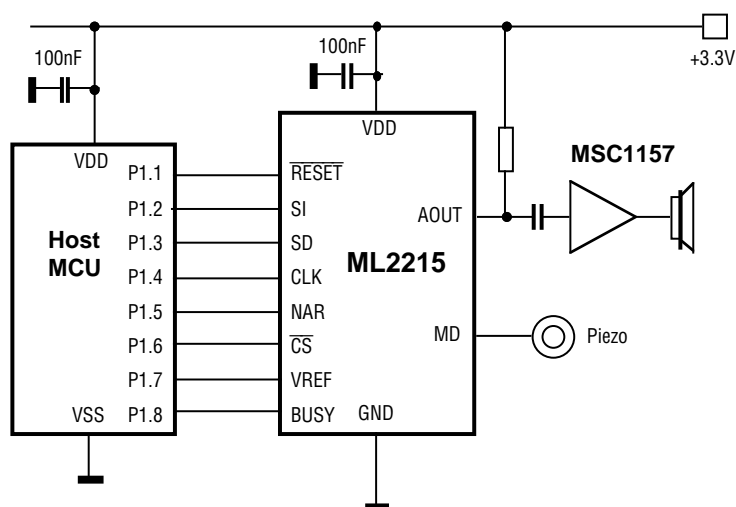 100nF
100nF
+3.3V
VDD
P1.1
P1.2
P1.3
P1.4
P1.5
P1.6
P1.7
P1.8
Host
MCU
VSS
VDD
RESET
SI
SD
CLK
NAR
CS
VREF
BUSY
GND
ML2215
AOUT
MD
MSC1157
Piezo